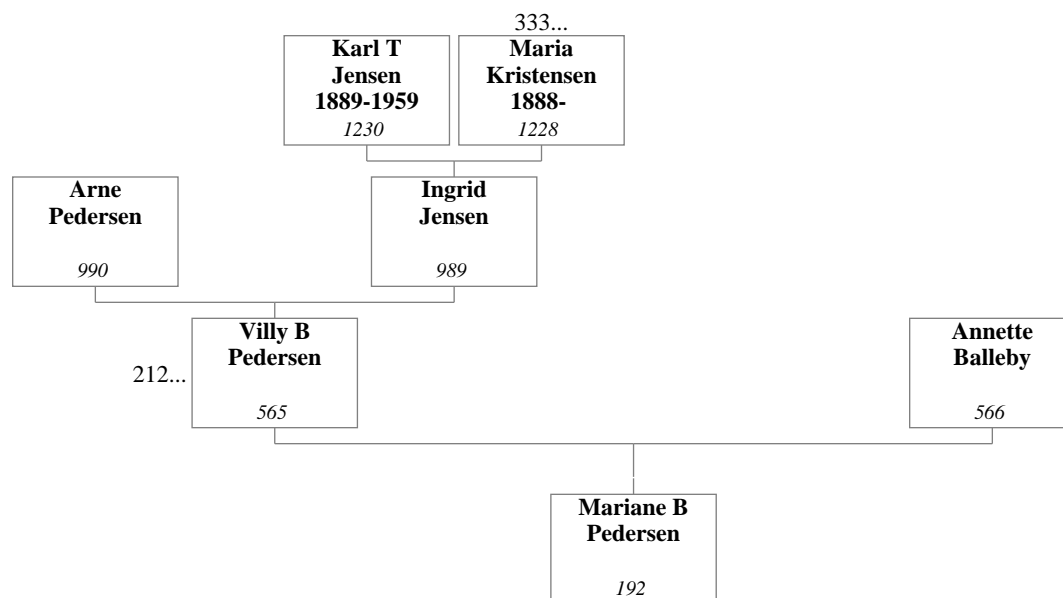 333...
Karl T
Jensen
1889-1959
1230
Maria
Kristensen
1888-
1228
Arne
Pedersen
990
Ingrid
Jensen
989
212...
Villy B
Pedersen
565
Annette
Balleby
566
Mariane B
Pedersen
192